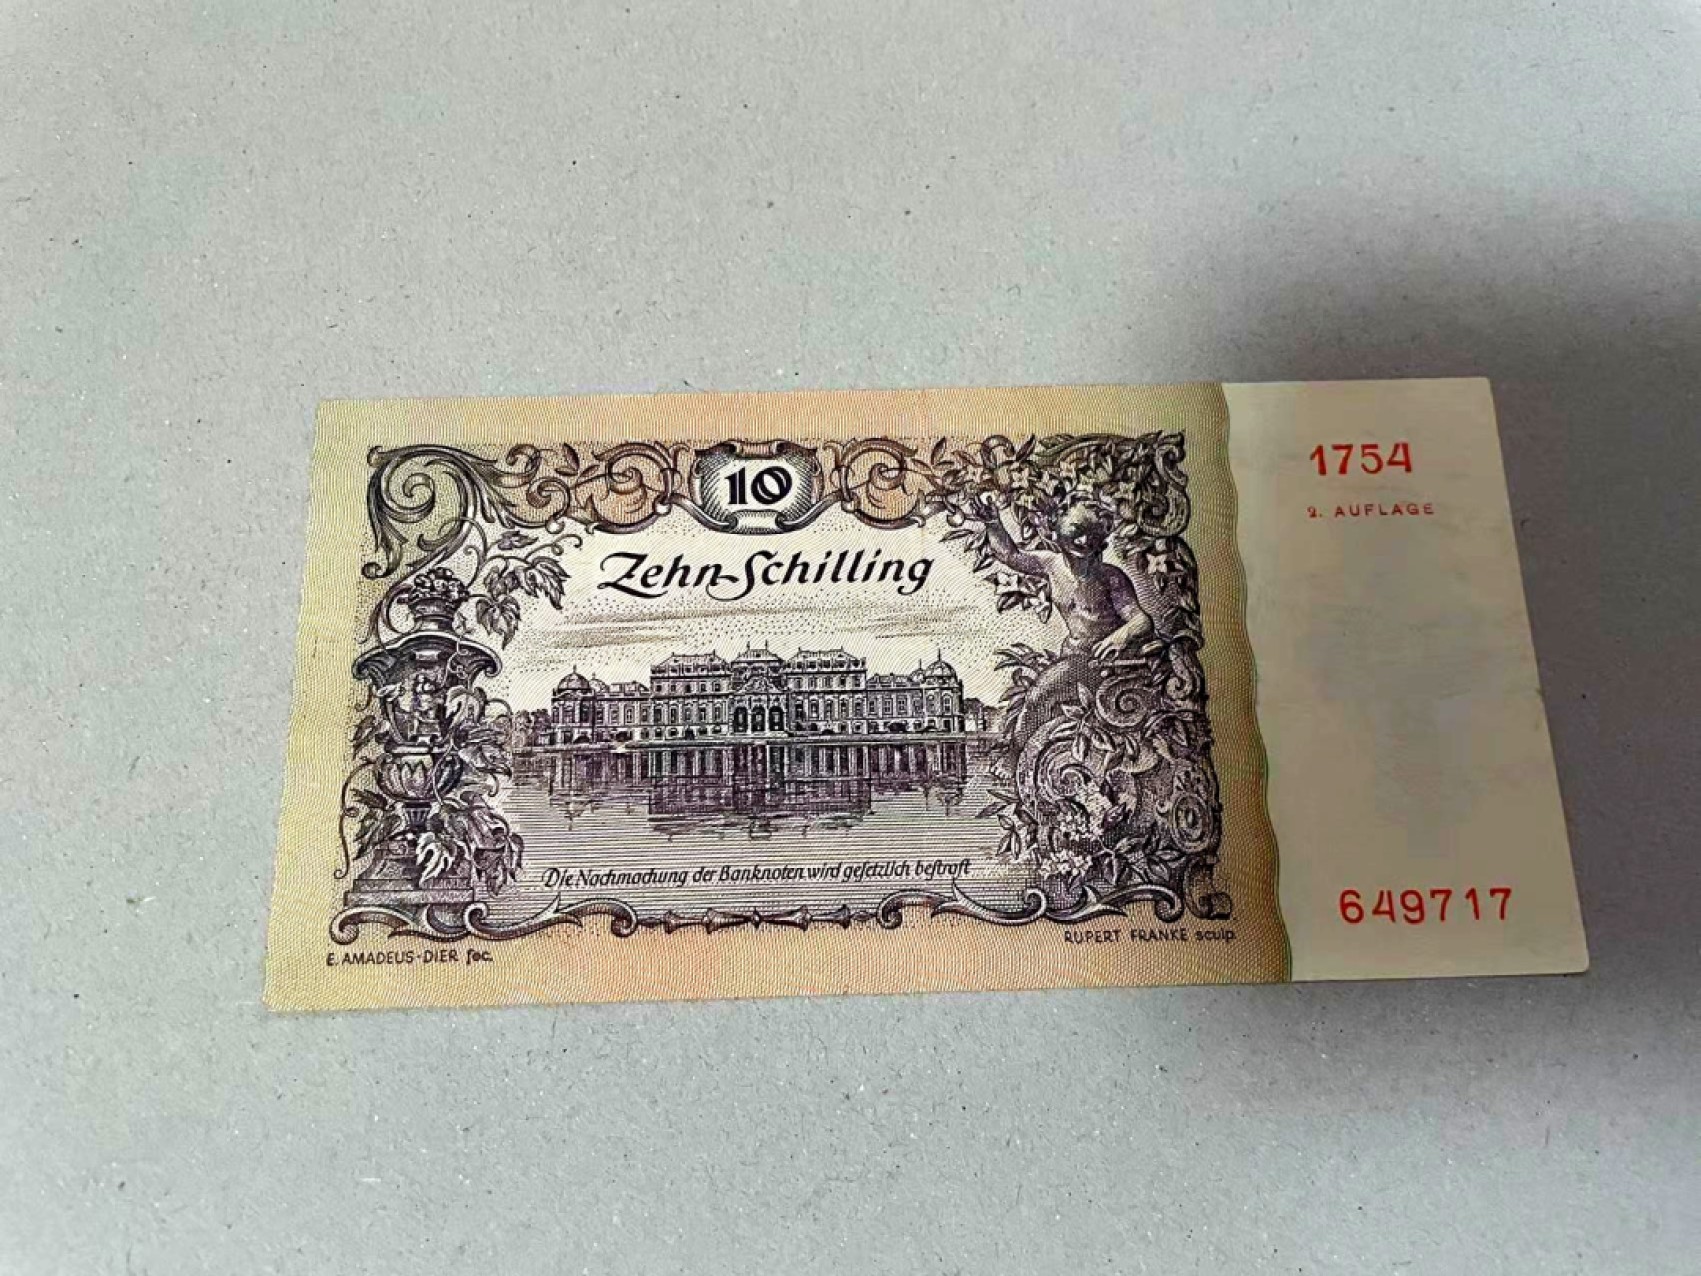 10
Zehn Schilling
Die Nachmachung der Banknoten wird gesetzlich bestraft
E. AMADEUS-DIER fec.
RUPERT FRANKE sculp.
1754
2. AUFLAGE
649717